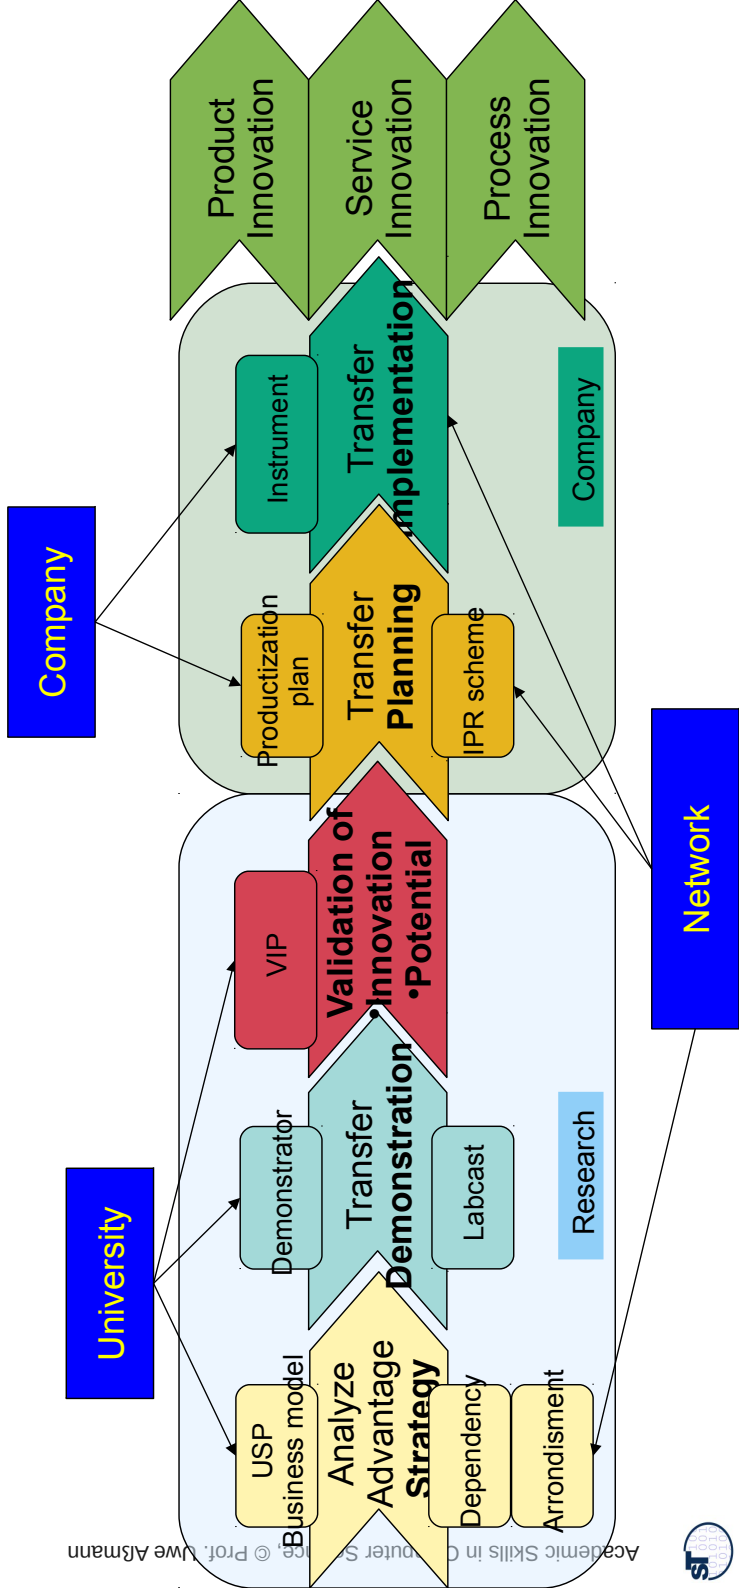 University
Company
USP
Business model
Demonstrator
VIP
Productization
plan
Instrument
Analyze
Advantage
Strategy
Transfer
Demonstration
•Validation of
Innovation
•Potential
Transfer
Planning
Transfer
Implementation
Product
Innovation
Service
Innovation
Process
Innovation
Dependency
Arrondisment
Labcast
IPR scheme
Research
Company
Network
Academic Skills in Computer Science, © Prof. Uwe Aßmann
ST